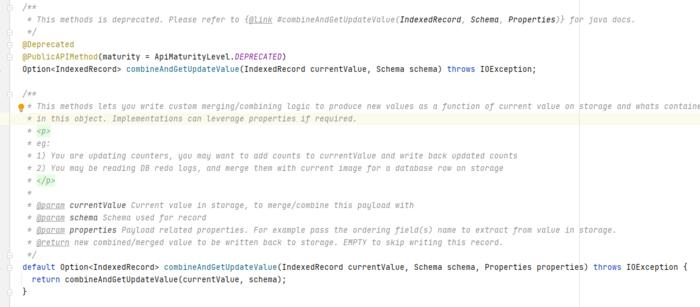 /**
 * This methods is deprecated. Please refer to {@link #combineAndGetUpdateValue(IndexedRecord, Schema, Properties)} for java docs.
 */
@Deprecated
@PublicAPIMethod(maturity = ApiMaturityLevel.DEPRECATED)
Option<IndexedRecord> combineAndGetUpdateValue(IndexedRecord currentValue, Schema schema) throws IOException;
/**
 * This methods lets you write custom merging/combining logic to produce new values as a function of current value on storage and whats
 * in this object. Implementations can leverage properties if required.
 * <p>
 * eg:
 * 1) You are updating counters, you may want to add counts to currentValue and write back updated counts
 * 2) You may be reading DB redo logs, and merge them with current image for a database row on storage
 * </p>
 *
 * @param currentValue Current value in storage, to merge/combine this payload with
 * @param schema Schema used for record
 * @param properties Payload related properties. For example pass the ordering field(s) name to extract from value in storage.
 * @return new combined/merged value to be written back to storage. EMPTY to skip writing this record.
 */
default Option<IndexedRecord> combineAndGetUpdateValue(IndexedRecord currentValue, Schema schema, Properties properties) throws IOException {
  return combineAndGetUpdateValue(currentValue, schema);
}